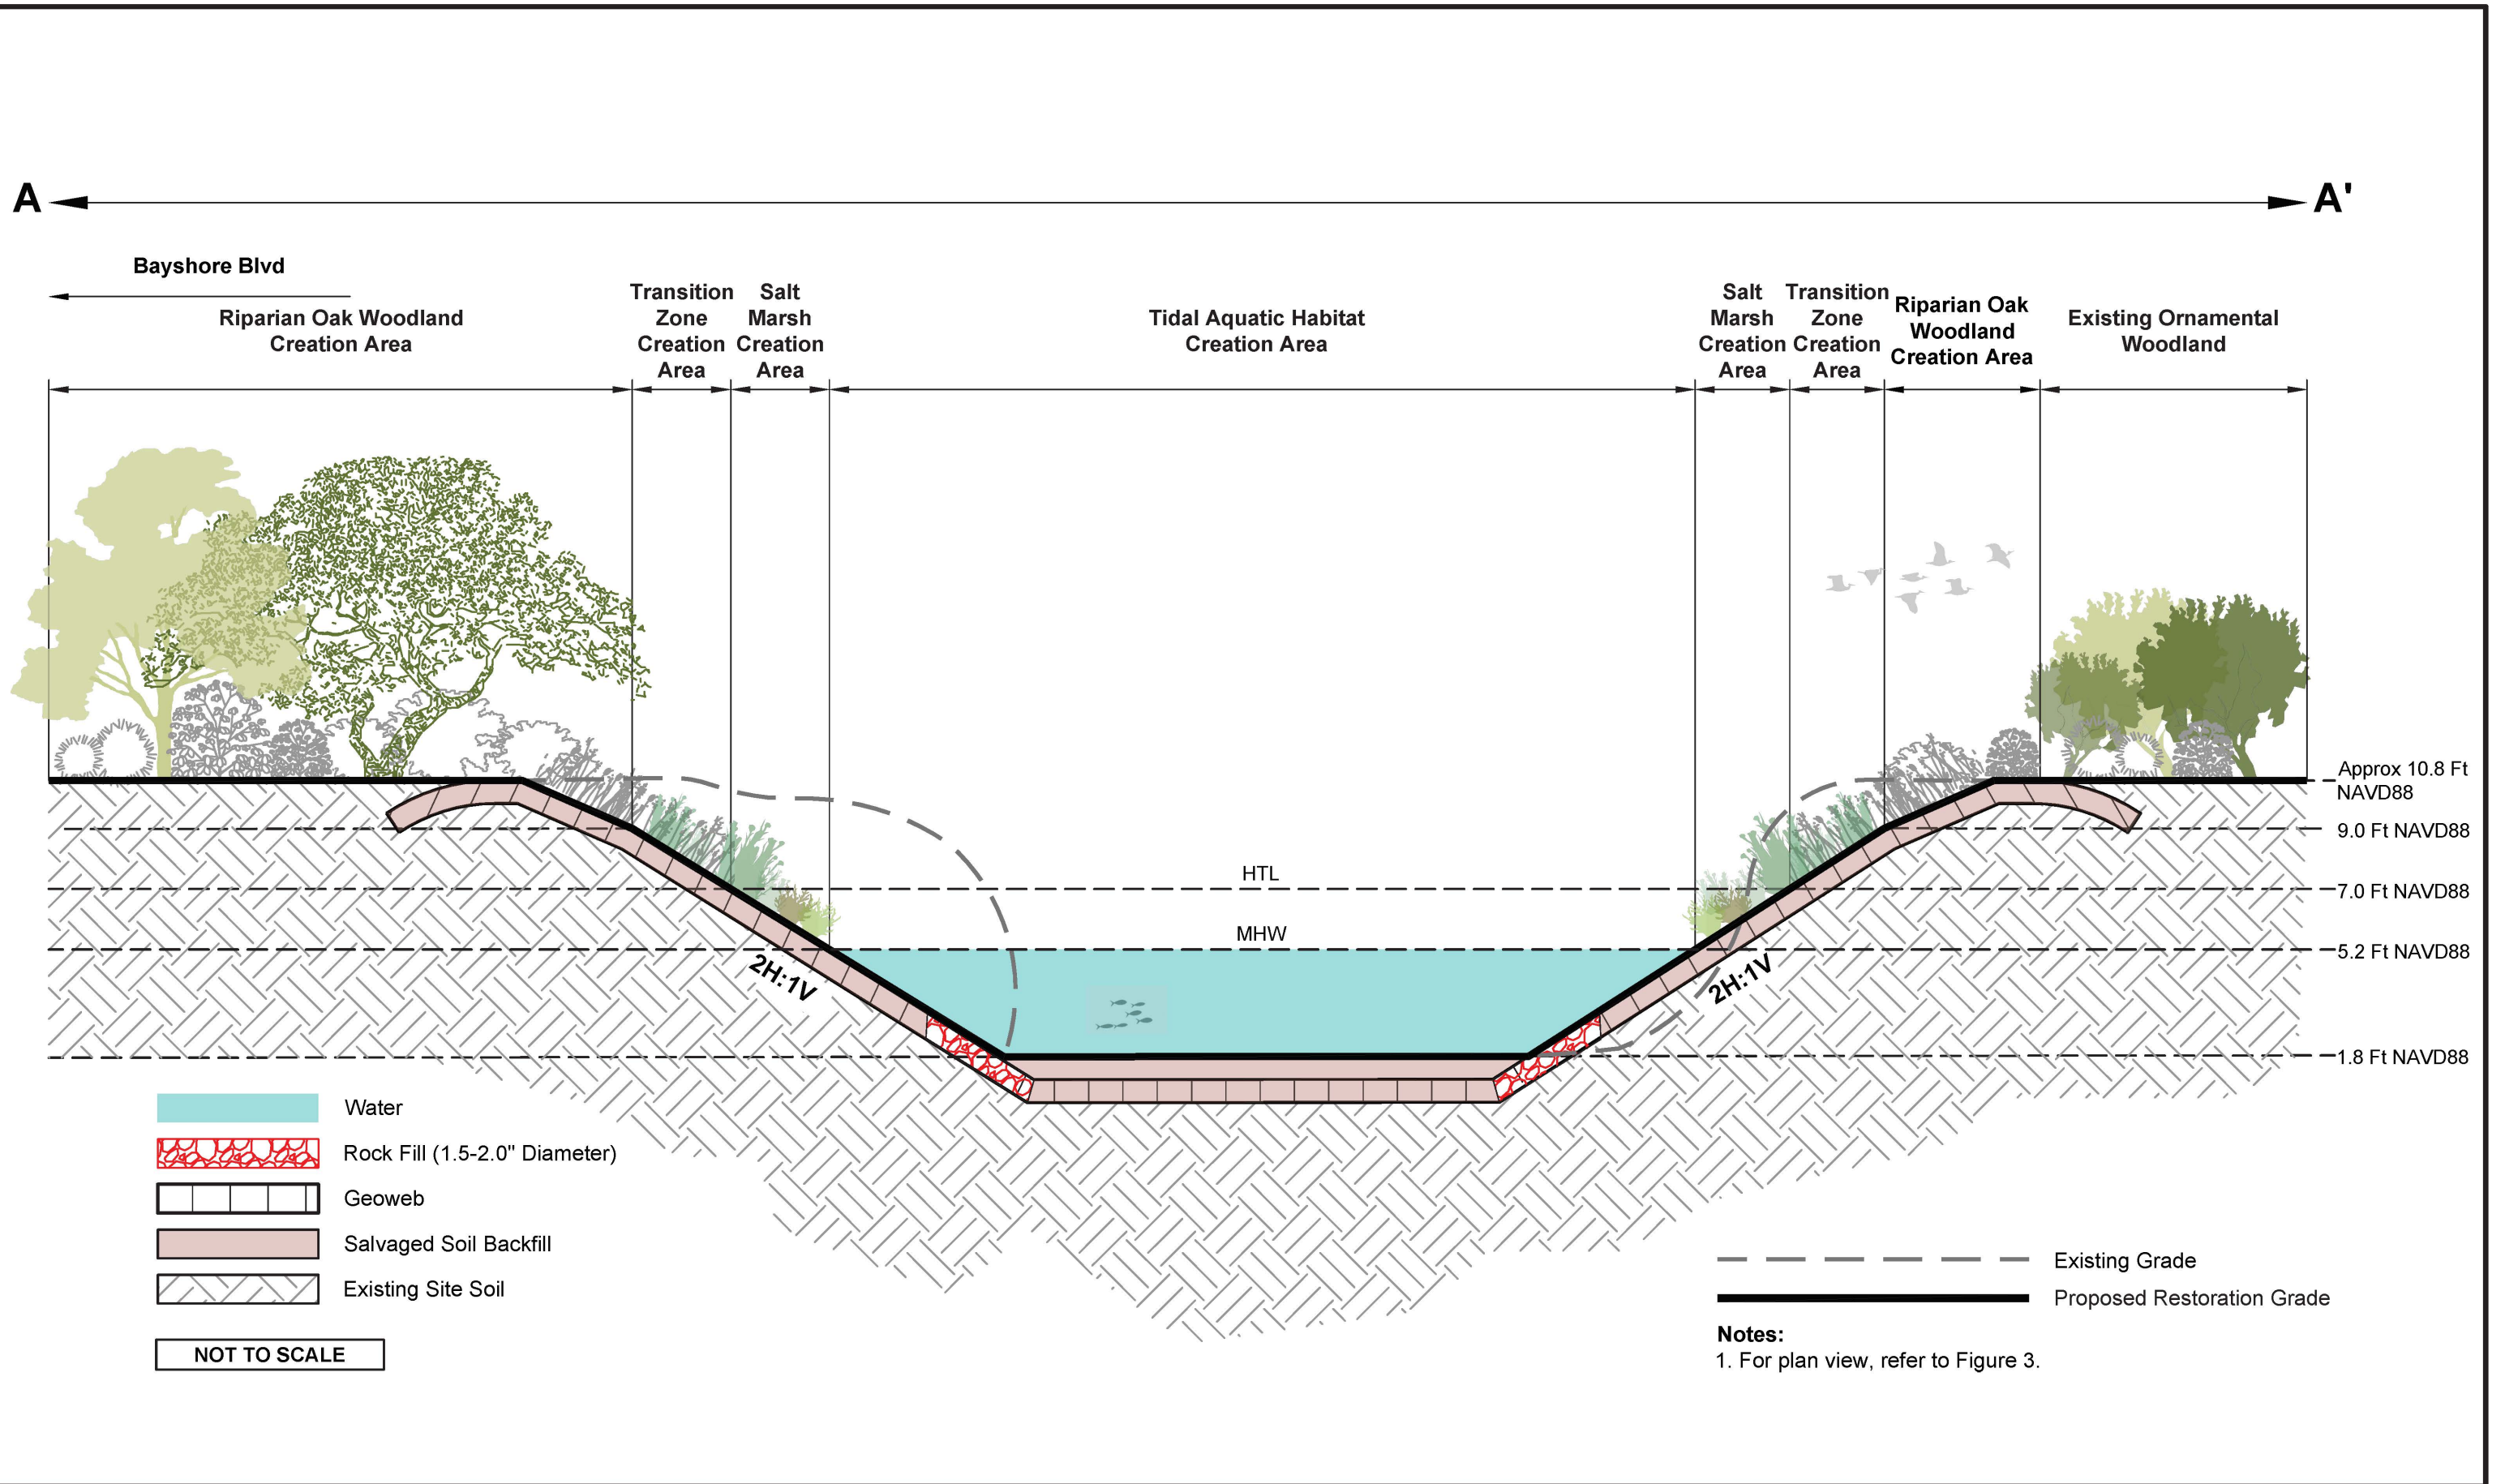 A
A'
Bayshore Blvd
Riparian Oak Woodland
Creation Area
Transition
Zone
Creation
Area
Salt
Marsh
Creation
Area
Tidal Aquatic Habitat
Creation Area
Salt
Marsh
Creation
Area
Transition
Zone
Creation
Area
Riparian Oak
Woodland
Creation Area
Existing Ornamental
Woodland
Approx 10.8 Ft
NAVD88
9.0 Ft NAVD88
HTL
7.0 Ft NAVD88
MHW
5.2 Ft NAVD88
2H:1V
2H:1V
1.8 Ft NAVD88
Water
Rock Fill (1.5-2.0" Diameter)
Geoweb
Salvaged Soil Backfill
Existing Site Soil
NOT TO SCALE
Existing Grade
Proposed Restoration Grade
Notes:
1. For plan view, refer to Figure 3.